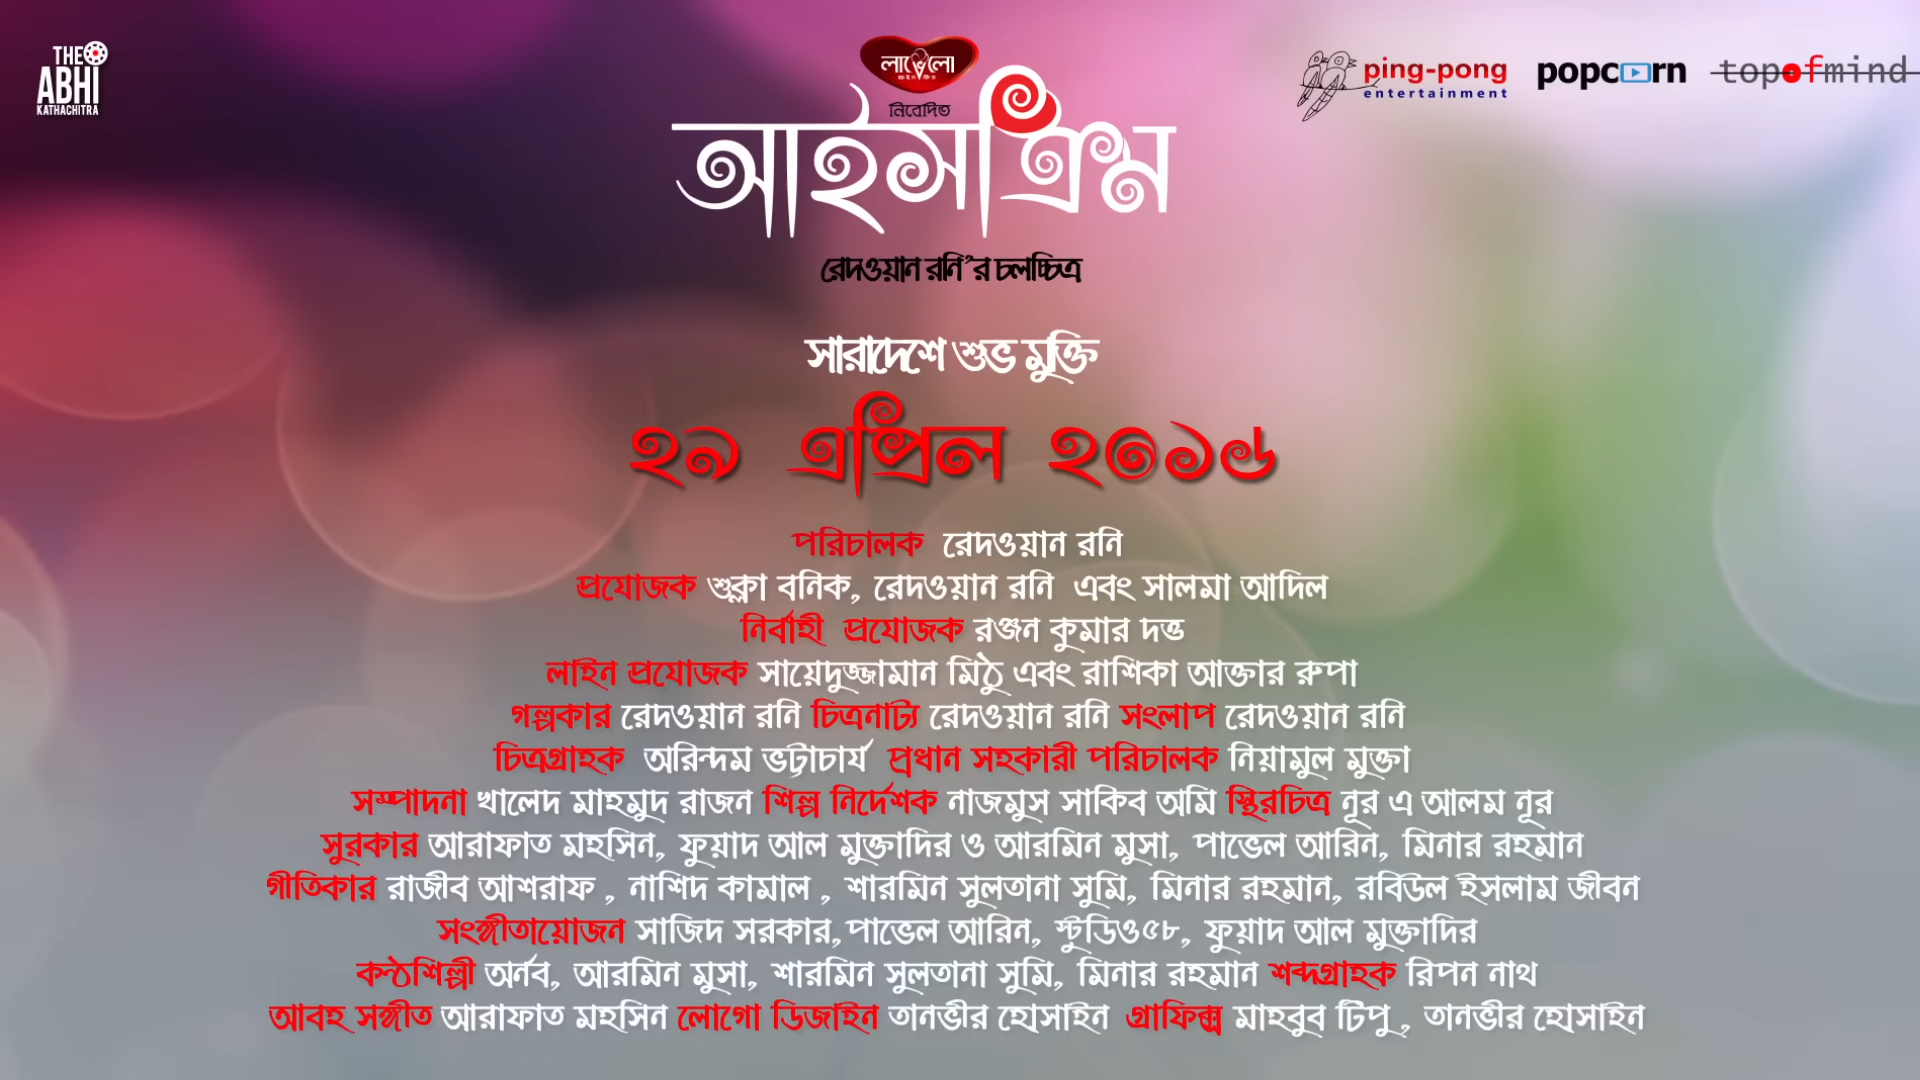 THE ABHI KATHACHITRA
লাভেলো
নিবেদিত
আইসক্রিম
রেদওয়ান রনি'র চলচ্চিত্র
ping-pong
entertainment
popcorn
topofmind
সারাদেশে শুভ মুক্তি
২৯ এপ্রিল ২০১৬
পরিচালক রেদওয়ান রনি
প্রযোজক শুক্লা বনিক, রেদওয়ান রনি এবং সালমা আদিল
নির্বাহী প্রযোজক রঞ্জন কুমার দত্ত
লাইন প্রযোজক সায়েদুজ্জামান মিঠু এবং রাশিকা আক্তার রুপা
গল্পকার রেদওয়ান রনি চিত্রনাট্য রেদওয়ান রনি সংলাপ রেদওয়ান রনি
চিত্রগ্রাহক অরিন্দম ভট্টাচার্য প্রধান সহকারী পরিচালক নিয়ামুল মুক্তা
সম্পাদনা খালেদ মাহমুদ রাজন শিল্প নির্দেশক নাজমুস সাকিব অমি স্থিরচিত্র নূর এ আলম নূর
সুরকার আরাফাত মহসিন, ফুয়াদ আল মুক্তাদির ও আরমিন মুসা, পাভেল আরিন, মিনার রহমান
গীতিকার রাজীব আশরাফ , নাশিদ কামাল , শারমিন সুলতানা সুমি, মিনার রহমান, রবিউল ইসলাম জীবন
সংঙ্গীতায়োজন সাজিদ সরকার,পাভেল আরিন, স্টুডিও৫৮, ফুয়াদ আল মুক্তাদির
কন্ঠশিল্পী অর্নব, আরমিন মুসা, শারমিন সুলতানা সুমি, মিনার রহমান শব্দগ্রাহক রিপন নাথ
আবহ সঙ্গীত আরাফাত মহসিন লোগো ডিজাইন তানভীর হোসাইন গ্রাফিক্স মাহবুব টিপু , তানভীর হোসাইন